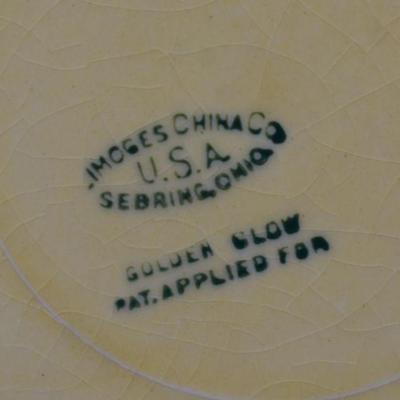 LIMOGES CHINA CO
U.S.A
SEBRING, OHIO
GOLDEN GLOW
PAT. APPLIED FOR